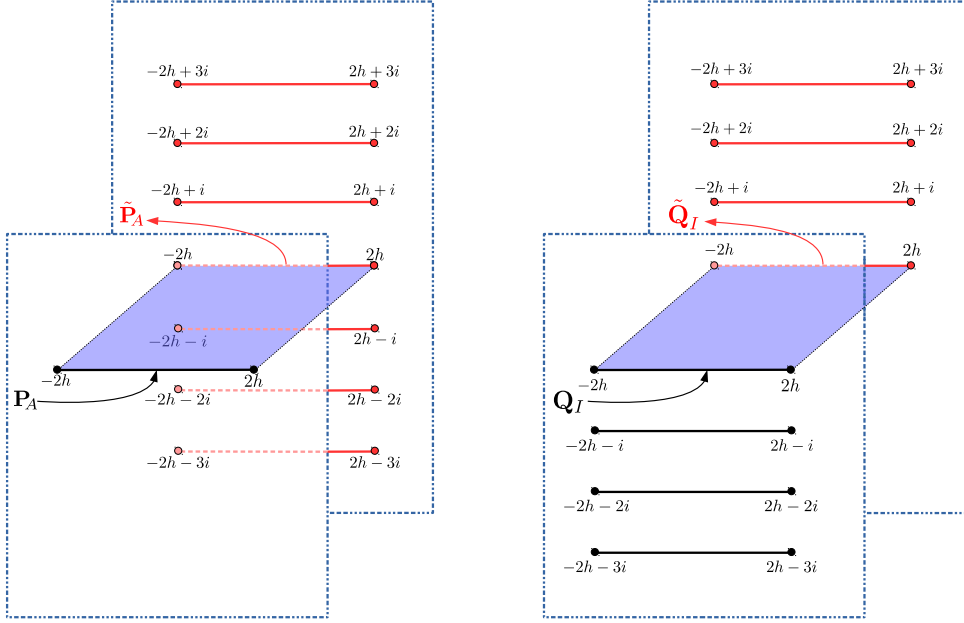 −2h + 3i 2h + 3i
−2h + 2i 2h + 2i
−2h + i 2h + i
P̃_A
−2h 2h
−2h − i 2h − i
−2h 2h
P_A
−2h − 2i 2h − 2i
−2h − 3i 2h − 3i
−2h + 3i 2h + 3i
−2h + 2i 2h + 2i
−2h + i 2h + i
Q̃_I
−2h 2h
−2h 2h
Q_I
−2h − i 2h − i
−2h − 2i 2h − 2i
−2h − 3i 2h − 3i